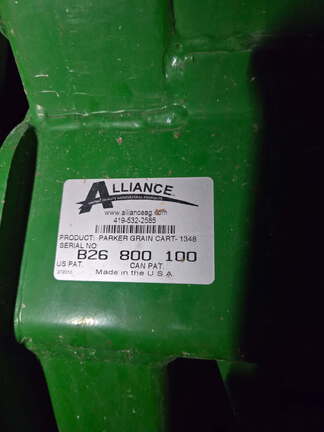 ALLIANCE
QUALITY AGRICULTURAL PRODUCTS
www.allianceag.com
419-532-2585
PRODUCT: PARKER GRAIN CART- 1348
SERIAL NO
B26 800 100
US PAT. CAN PAT.
Made in the U.S.A